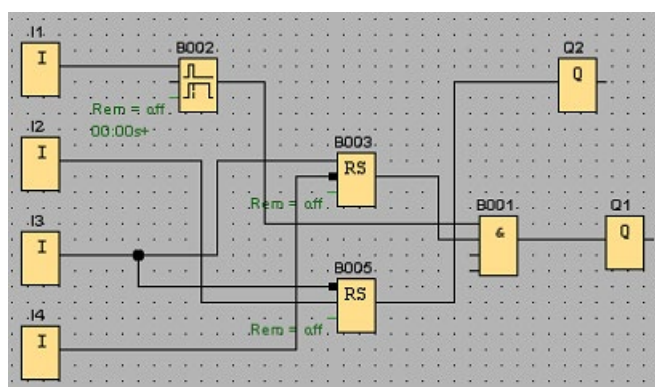 I1
I
B002
Rem = off
00:00s+
Q2
Q
I2
I
B003
RS
Rem = off
B001
&
Q1
Q
I3
I
B005
RS
Rem = off
I4
I